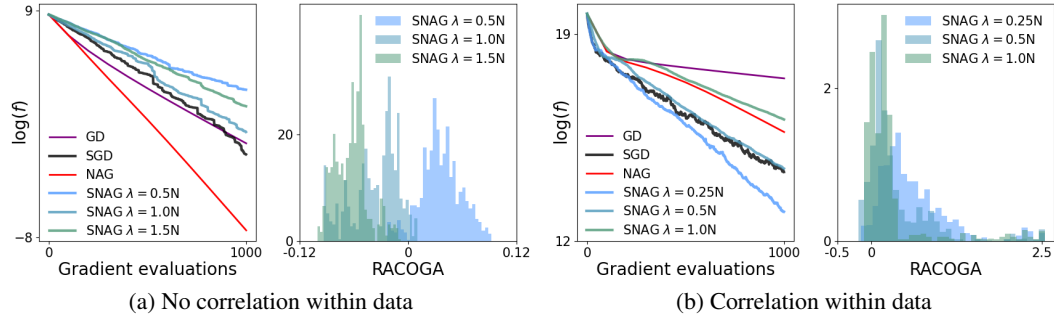 9
log(f)
-8
GD
SGD
NAG
SNAG λ = 0.5N
SNAG λ = 1.0N
SNAG λ = 1.5N
0
1000
Gradient evaluations
SNAG λ = 0.5N
SNAG λ = 1.0N
SNAG λ = 1.5N
20
0
-0.12
0.00
0.12
RACOGA
(a) No correlation within data
19
log(f)
12
GD
SGD
NAG
SNAG λ = 0.25N
SNAG λ = 0.5N
SNAG λ = 1.0N
0
1000
Gradient evaluations
SNAG λ = 0.25N
SNAG λ = 0.5N
SNAG λ = 1.0N
2
0
-0.5
0
2.5
RACOGA
(b) Correlation within data